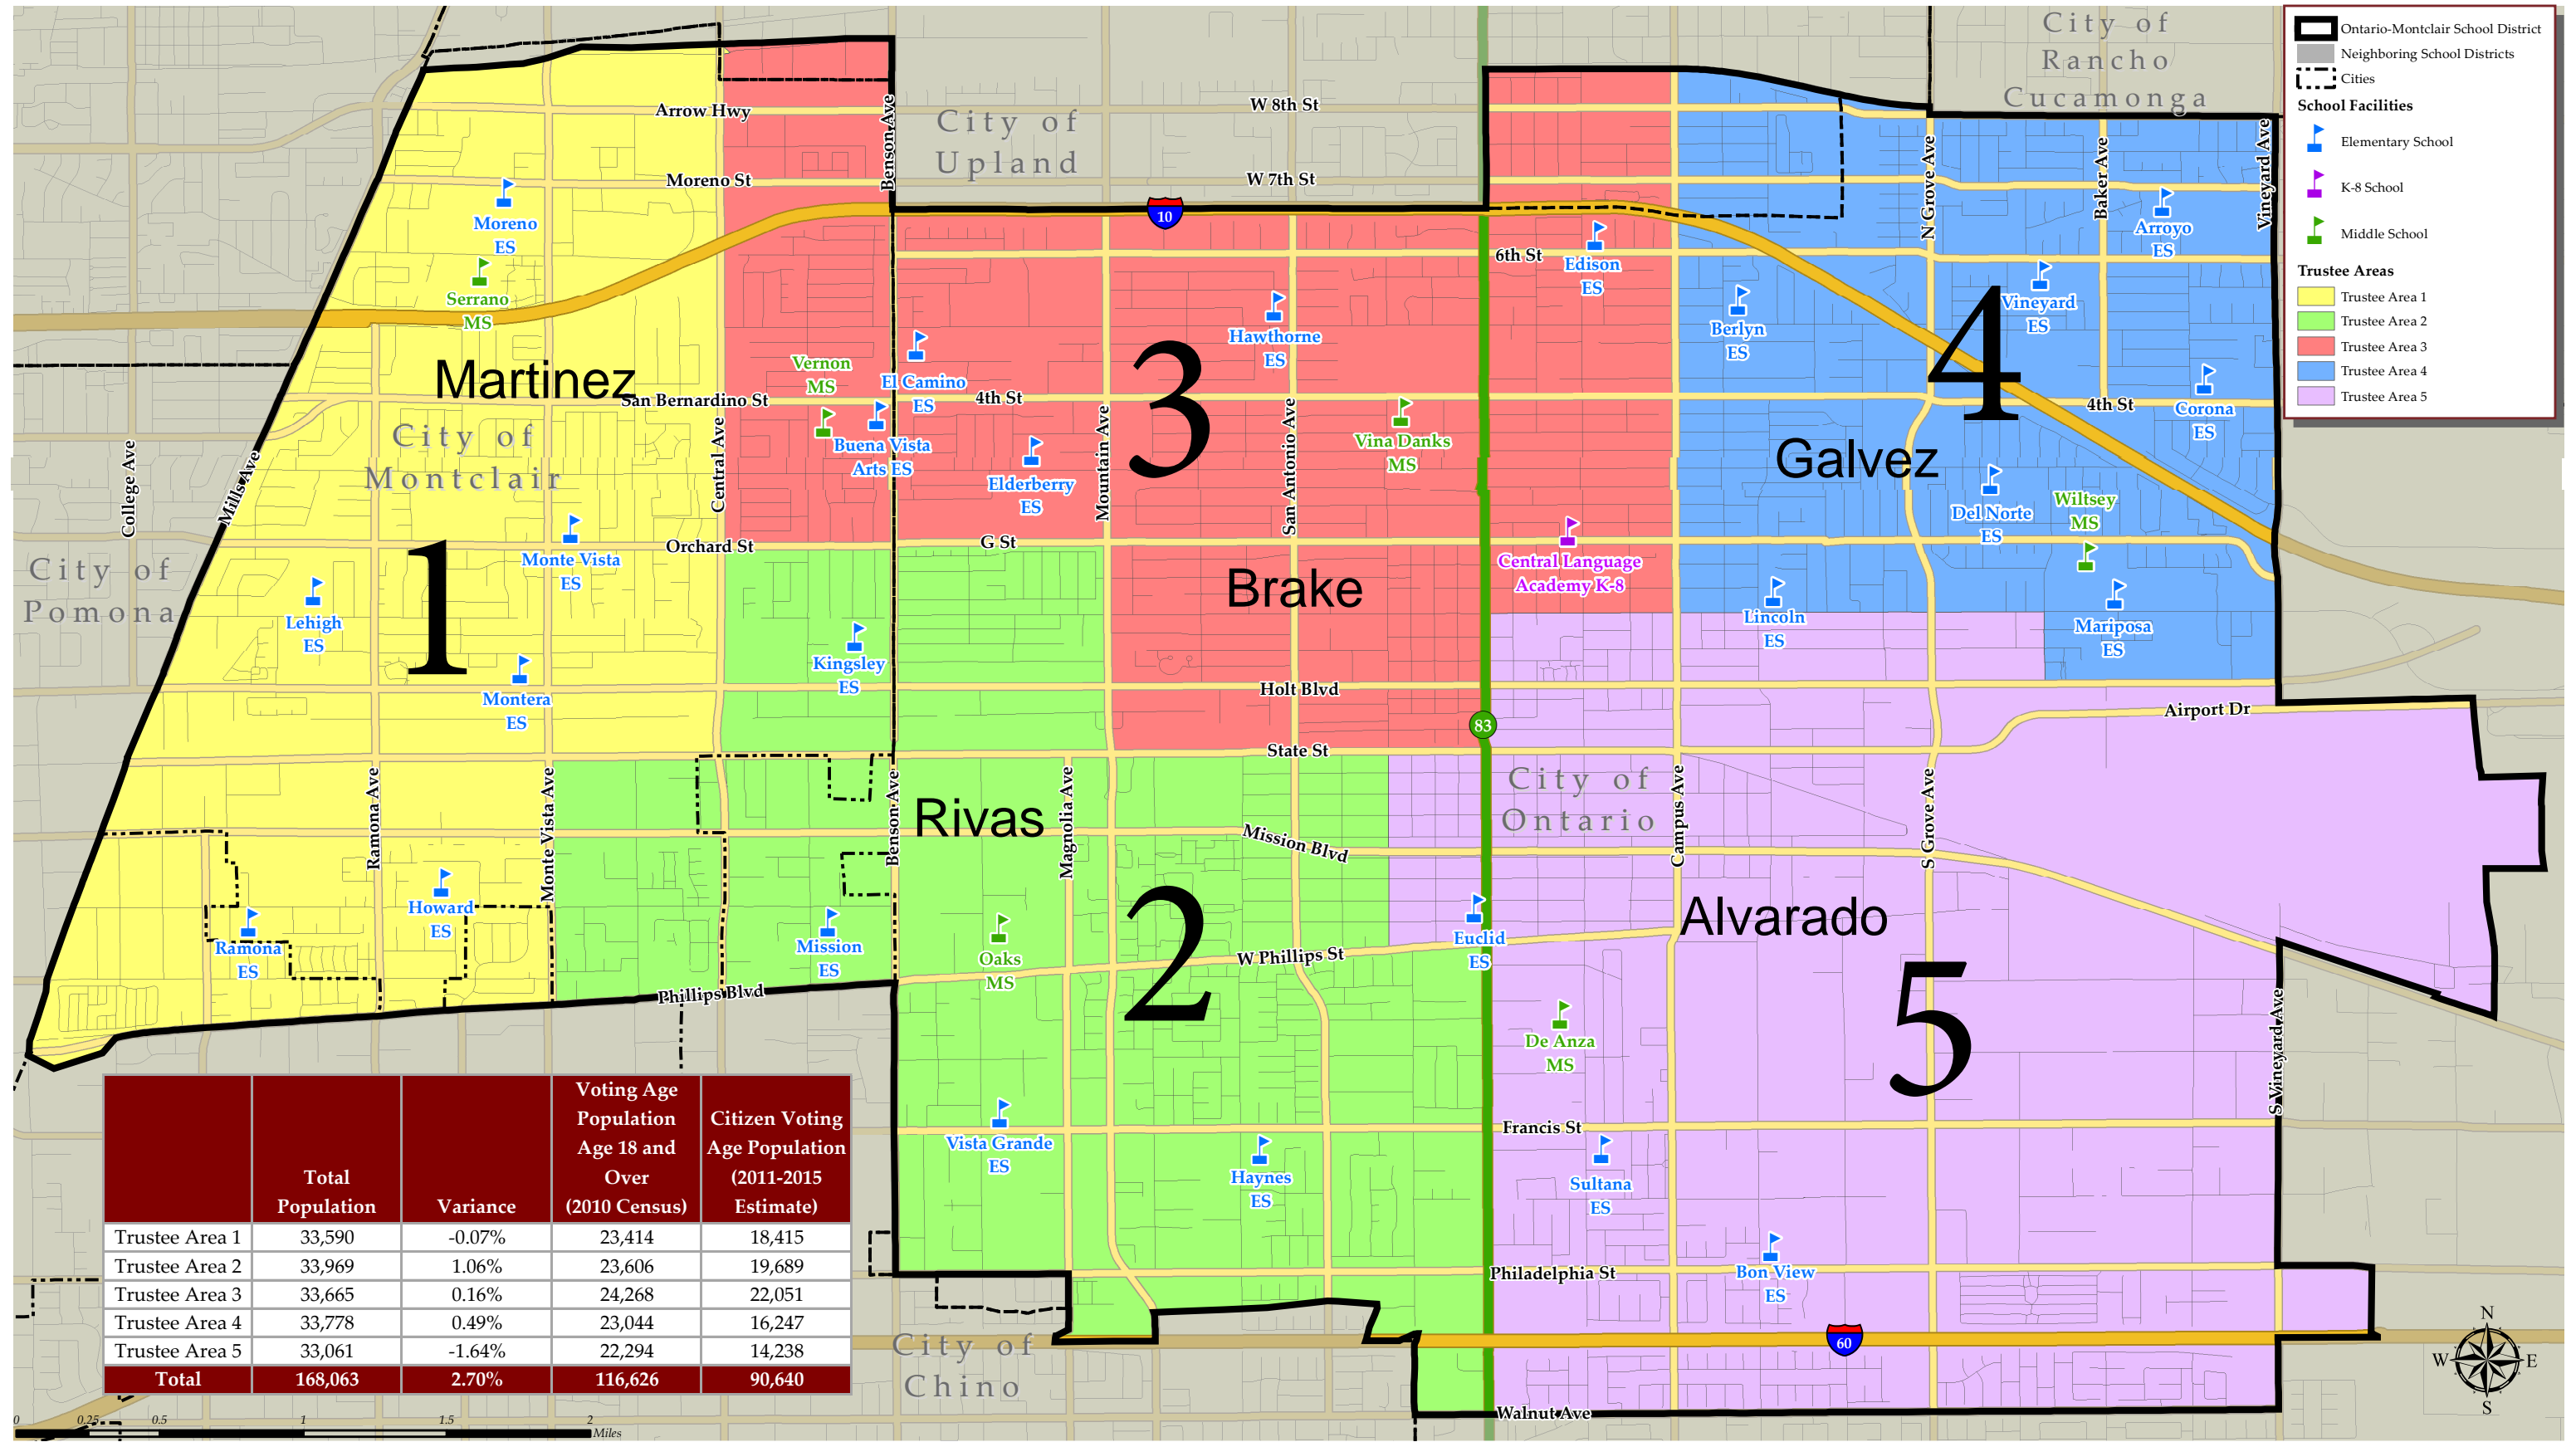 City of
Rancho
Cucamonga
Ontario-Montclair School District
Neighboring School Districts
Cities
School Facilities
Elementary School
K-8 School
Middle School
Trustee Areas
Trustee Area 1
Trustee Area 2
Trustee Area 3
Trustee Area 4
Trustee Area 5
Arrow Hwy
Benson Ave
City of
Upland
W 8th St
W 7th St
Moreno St
10
N Grove Ave
Baker Ave
Vineyard Ave
Moreno
ES
Serrano
MS
6th St
Edison
ES
Arroyo
ES
Vineyard
ES
Berlyn
ES
Hawthorne
ES
Martinez
Vernon
MS
El Camino
ES
3
4
San Bernardino St
4th St
4th St
Corona
ES
City of
Montclair
Central Ave
Buena Vista
Arts ES
Elderberry
ES
Mountain Ave
San Antonio Ave
Vina Danks
MS
Galvez
College Ave
Mills Ave
Del Norte
ES
Wiltsey
MS
Monte Vista
ES
Orchard St
G St
Central Language
Academy K-8
City of
Pomona
1
Lehigh
ES
Brake
Lincoln
ES
Mariposa
ES
Kingsley
ES
Montera
ES
Holt Blvd
83
Airport Dr
State St
City of
Ontario
Ramona Ave
Monte Vista Ave
Benson Ave
Rivas
Magnolia Ave
Mission Blvd
Campus Ave
S Grove Ave
Howard
ES
Ramona
ES
Mission
ES
Oaks
MS
2
W Phillips St
Euclid
ES
Alvarado
5
Phillips Blvd
De Anza
MS
S Vineyard Ave
Vista Grande
ES
Haynes
ES
Francis St
Sultana
ES
Philadelphia St
Bon View
ES
City of
Chino
60
Walnut Ave
N
W
E
S
Total Population Variance Voting Age Population Age 18 and Over (2010 Census) Citizen Voting Age Population (2011-2015 Estimate)
Trustee Area 1 33,590 -0.07% 23,414 18,415
Trustee Area 2 33,969 1.06% 23,606 19,689
Trustee Area 3 33,665 0.16% 24,268 22,051
Trustee Area 4 33,778 0.49% 23,044 16,247
Trustee Area 5 33,061 -1.64% 22,294 14,238
Total 168,063 2.70% 116,626 90,640
0 0.25 0.5 1 1.5 2
Miles